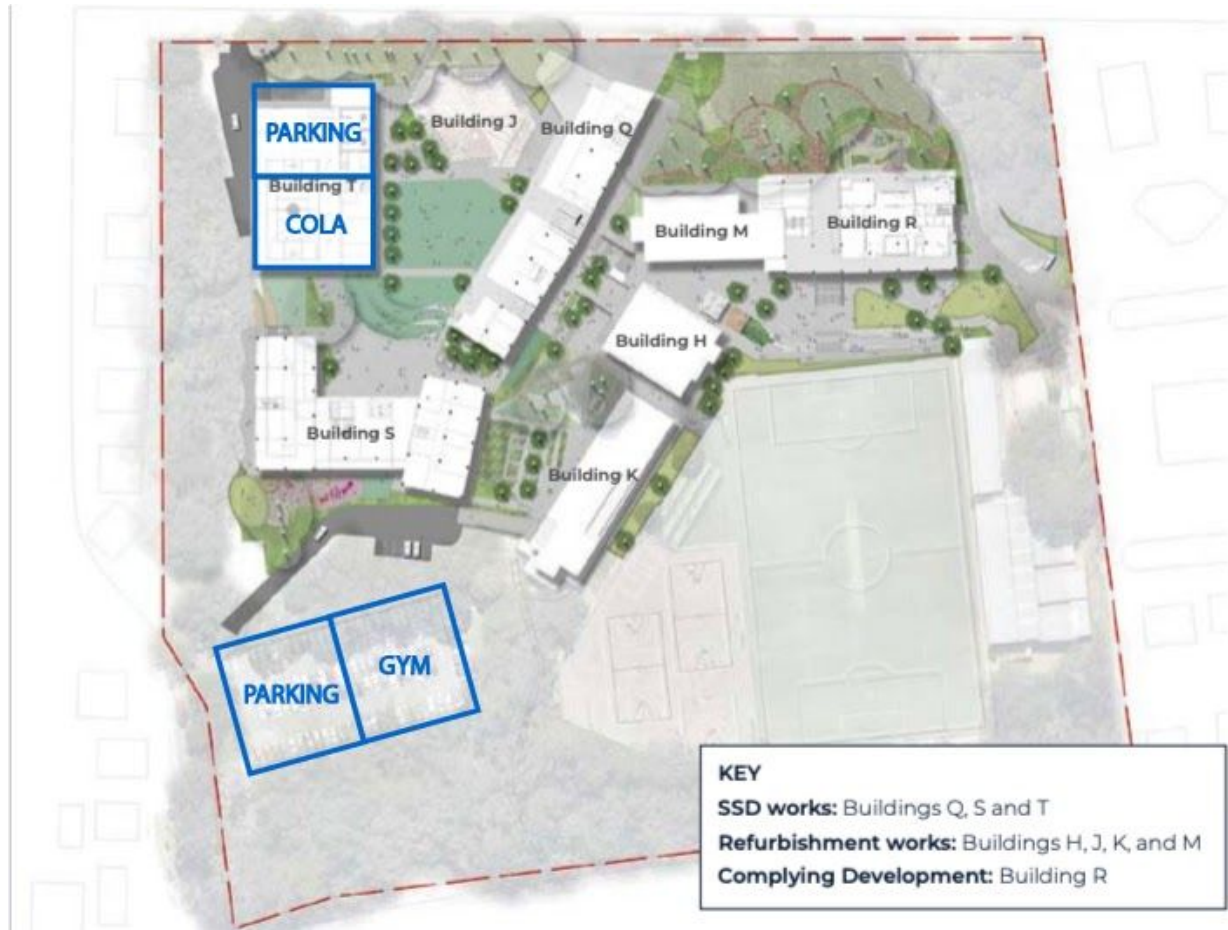 PARKING
Building T
COLA
Building J
Building Q
Building M
Building R
Building H
Building S
Building K
PARKING
GYM
KEY
SSD works: Buildings Q, S and T
Refurbishment works: Buildings H, J, K, and M
Complying Development: Building R